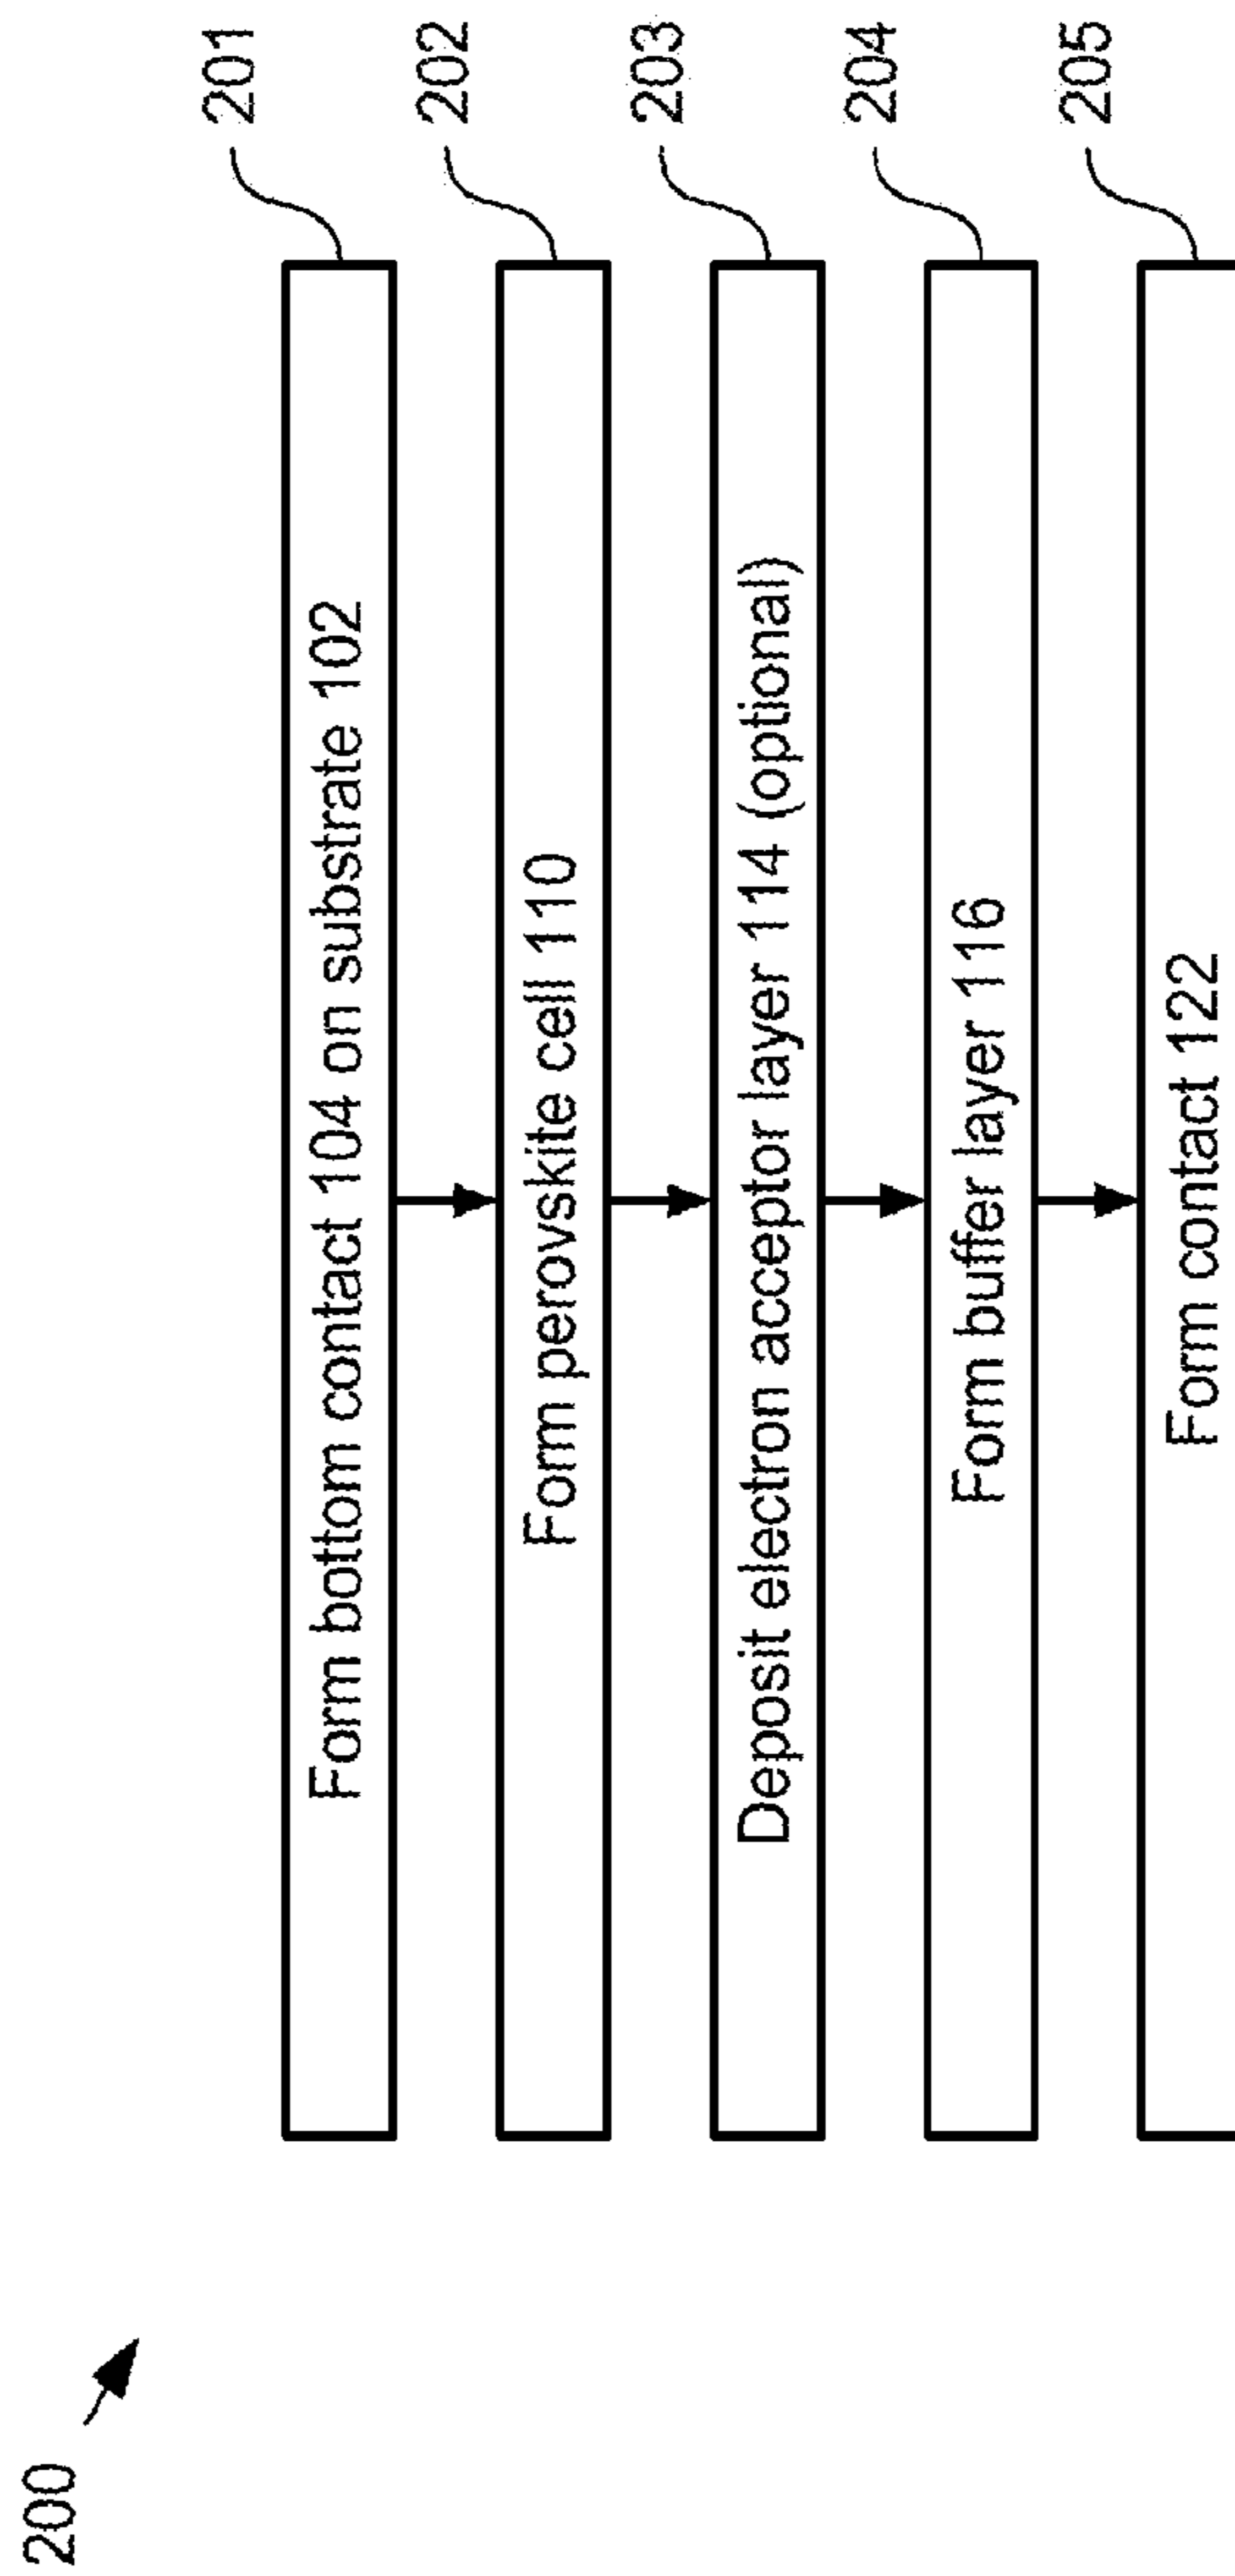 200
Form bottom contact 104 on substrate 102
201
Form perovskite cell 110
202
Deposit electron acceptor layer 114 (optional)
203
Form buffer layer 116
204
Form contact 122
205